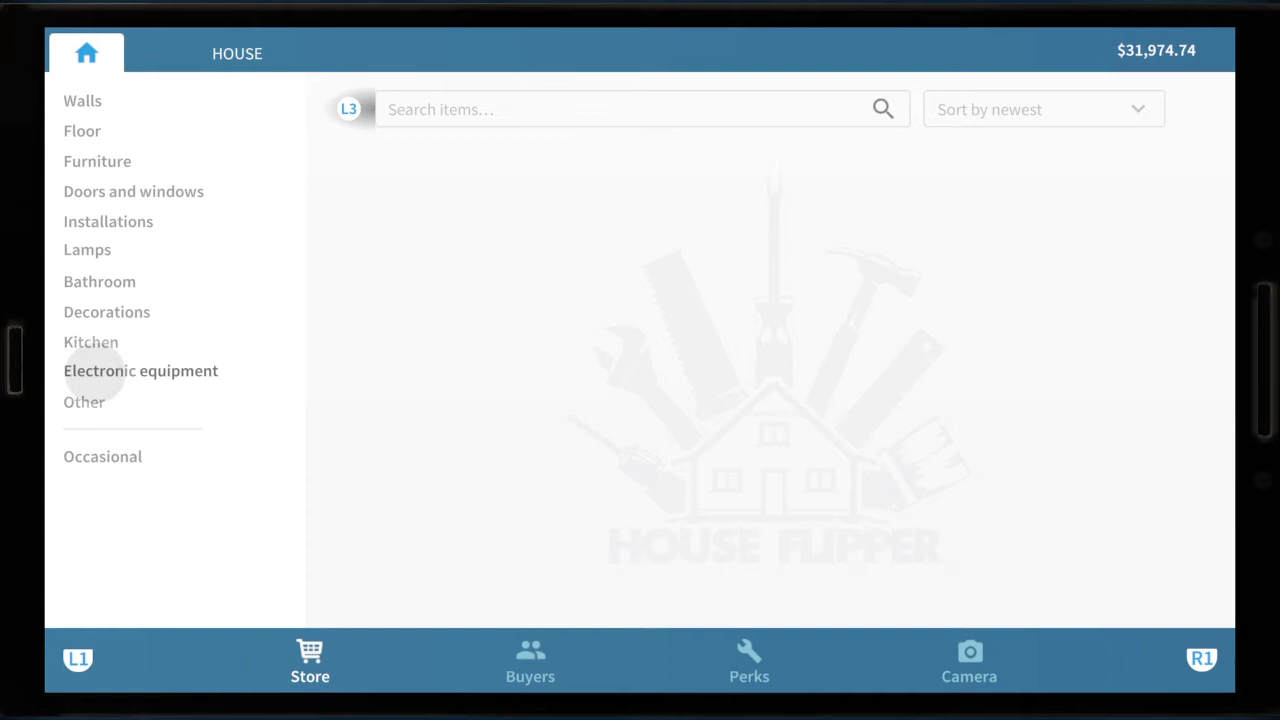 HOUSE
$31,974.74
Walls
Floor
Furniture
Doors and windows
Installations
Lamps
Bathroom
Decorations
Kitchen
Electronic equipment
Other
Occasional
L3
Search items...
Sort by newest
HOUSE FLIPPER
L1
Store
Buyers
Perks
Camera
R1